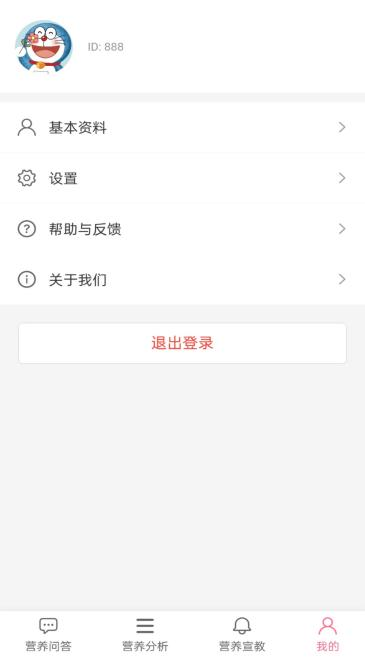 ID: 888
基本资料
设置
帮助与反馈
关于我们
退出登录
营养问答 营养分析 营养宣教 我的